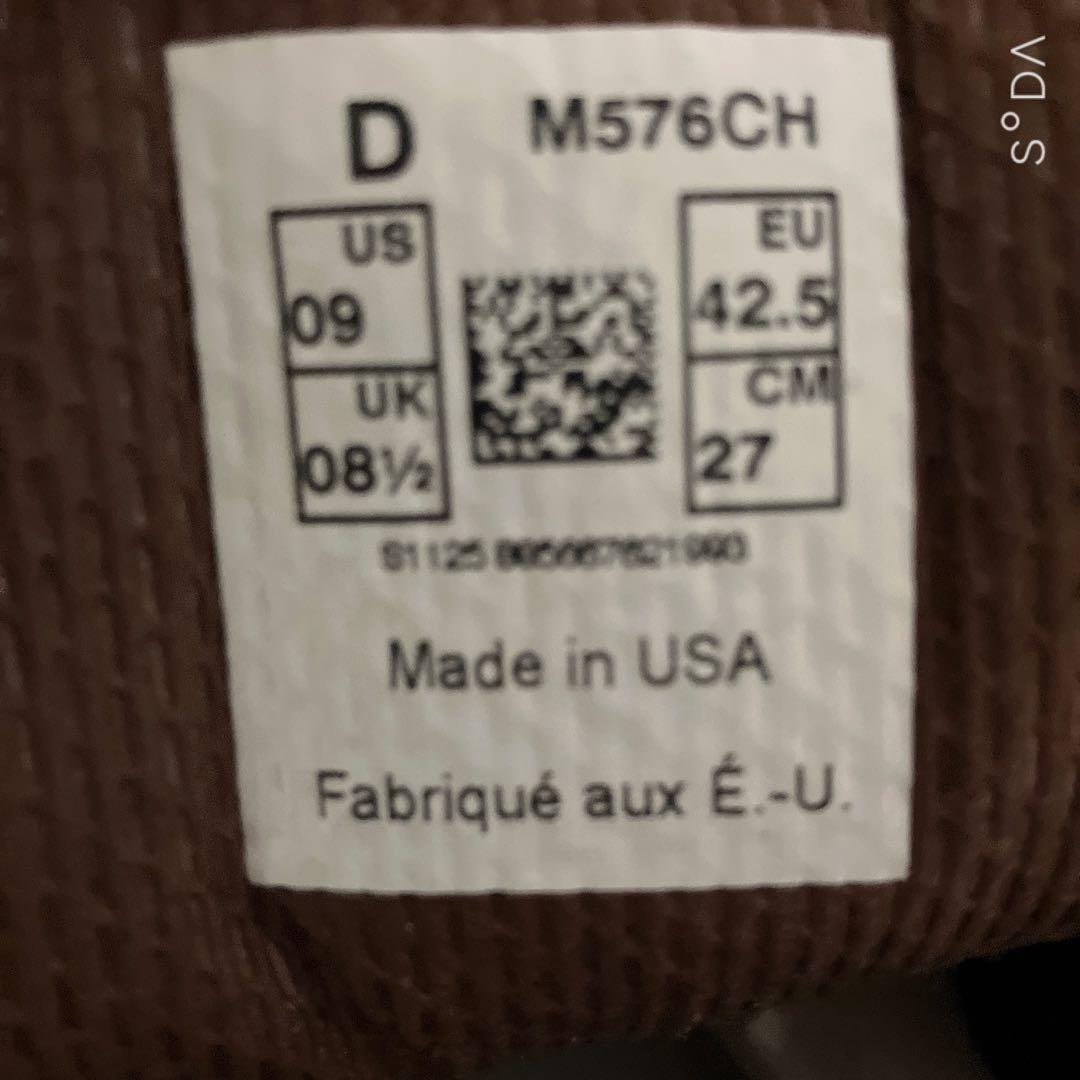 D M576CH
US
09
UK
08½
EU
42.5
CM
27
Made in USA
Fabriqué aux É.-U.